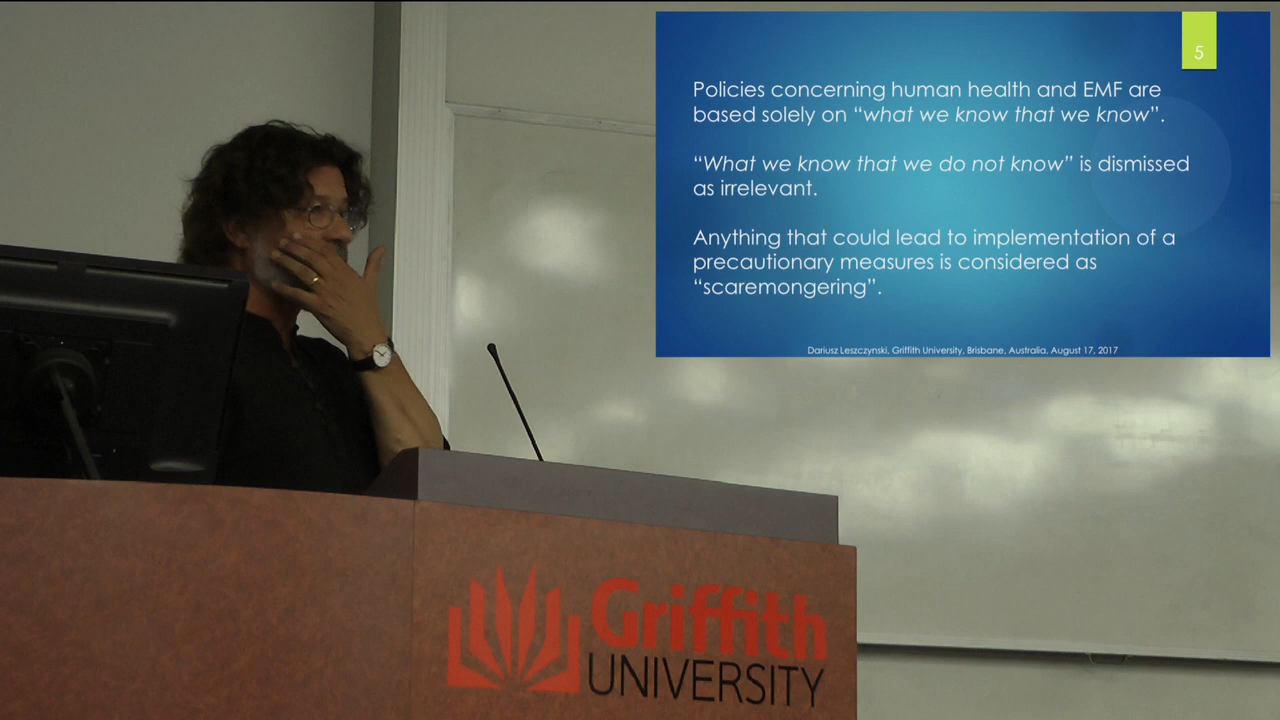 5
Policies concerning human health and EMF are
based solely on “what we know that we know”.
“What we know that we do not know” is dismissed
as irrelevant.
Anything that could lead to implementation of a
precautionary measures is considered as
“scaremongering”.
Dariusz Leszczynski, Griffith University, Brisbane, Australia, August 17, 2017
Griffith
UNIVERSITY